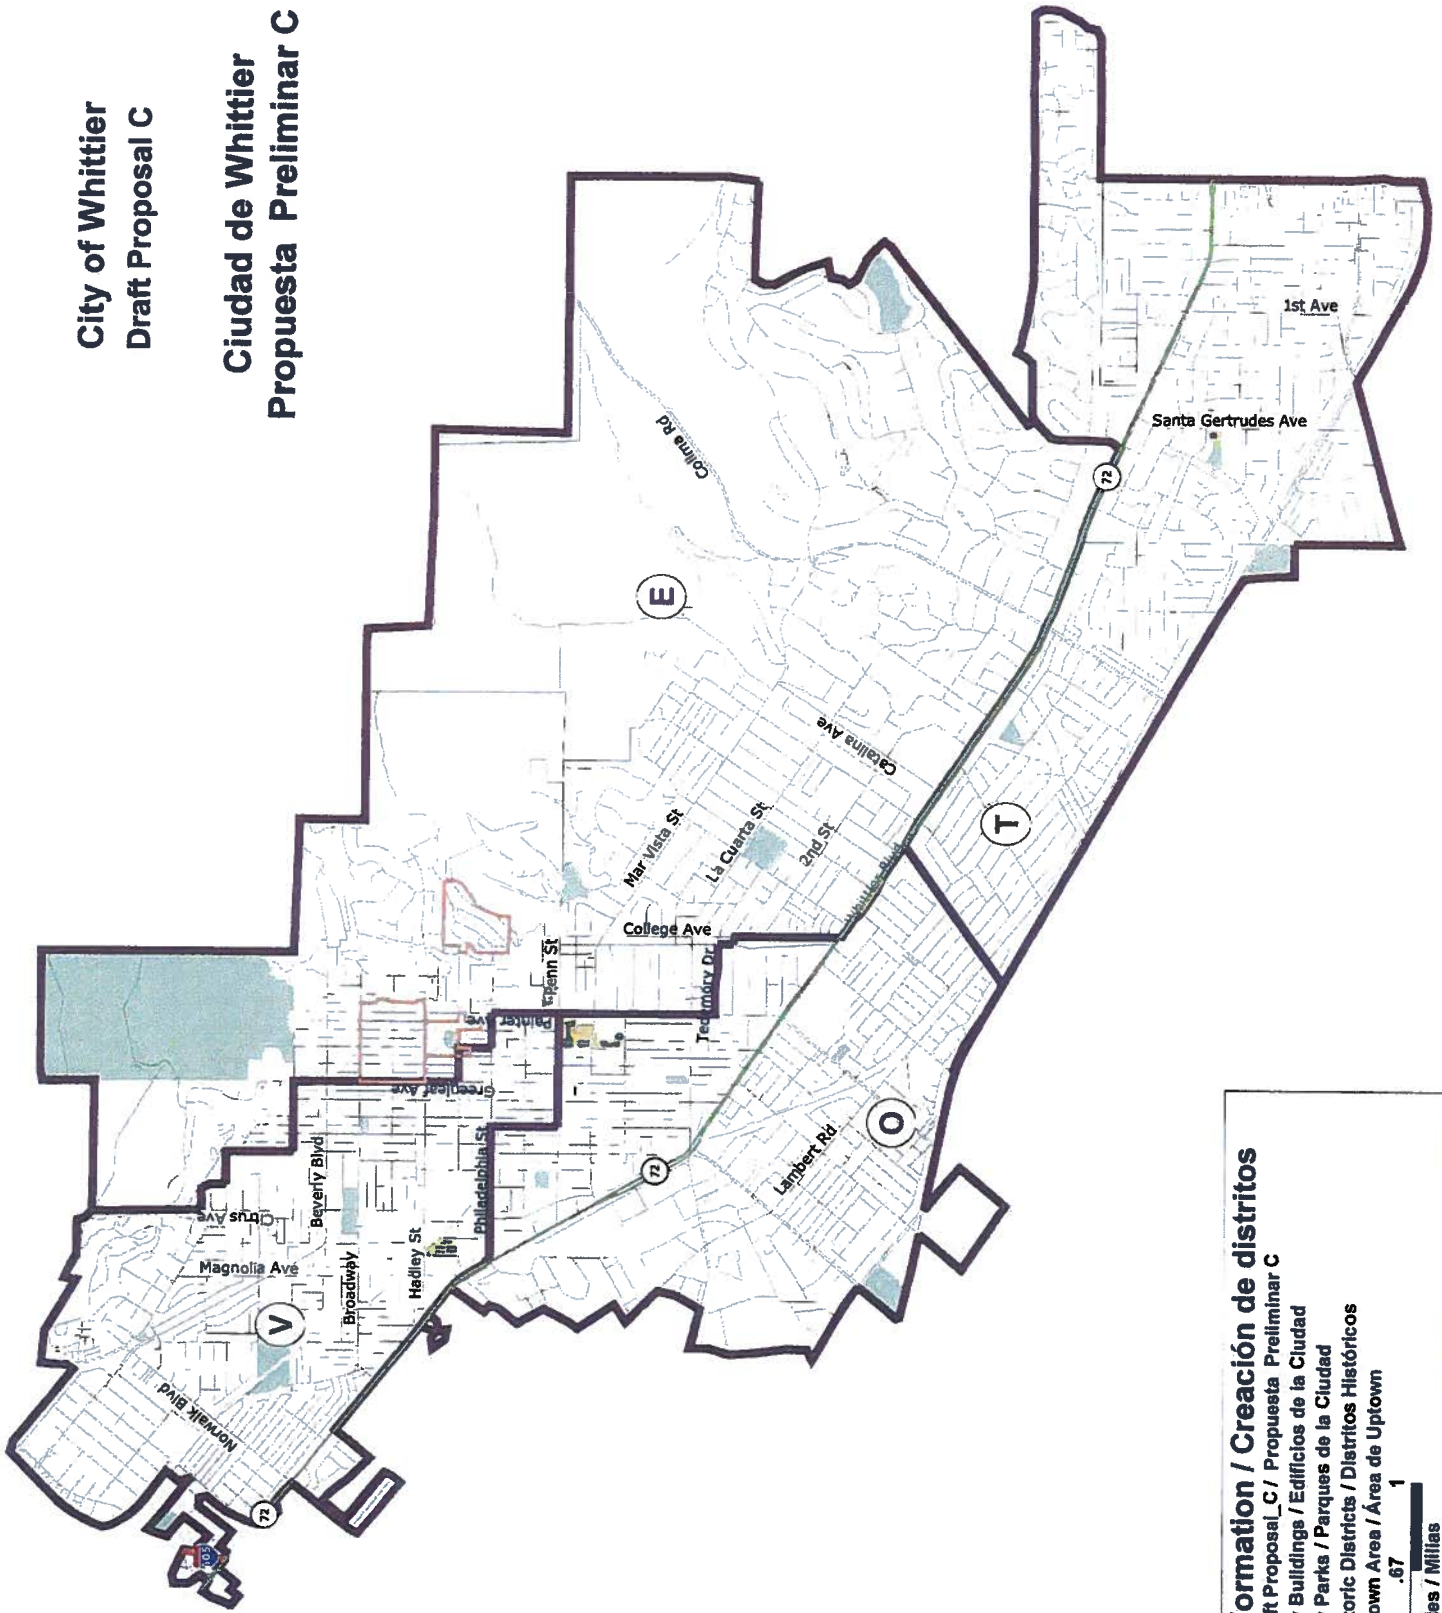 City of Whittier
Draft Proposal C
Ciudad de Whittier
Propuesta Preliminar C
Colima Rd
1st Ave
Santa Gertrudes Ave
72
E
Catalina Ave
Mar Vista St
La Cuarta St
2nd St
T
Whittier Blvd
College Ave
Penn St
Painter Ave
Greenleaf Ave
Philadelphia St
72
Lambert Rd
O
Citrus Ave
Beverly Blvd
Magnolia Ave
Broadway
Hadley St
V
Norwalk Blvd
72
605
ormation / Creación de distritos
ft Proposal_C / Propuesta Preliminar C
Buildings / Edificios de la Ciudad
Parks / Parques de la Ciudad
toric Districts / Distritos Históricos
own Area / Área de Uptown
.67 1
es / Millas